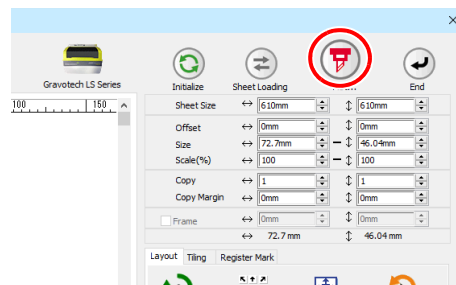 ×
Gravotech LS Series
Initialize
Sheet Loading
End
100 150
Sheet Size ↔ 610mm ↕ 610mm
Offset ↔ 0mm ↕ 0mm
Size ↔ 72.7mm ↕ 46.04mm
Scale(%) ↔ 100 ↕ 100
Copy ↔ 1 ↕ 1
Copy Margin ↔ 0mm ↕ 0mm
Frame ↔ 0mm ↕ 0mm
↔ 72.7 mm ↕ 46.04 mm
Layout Tiling Register Mark